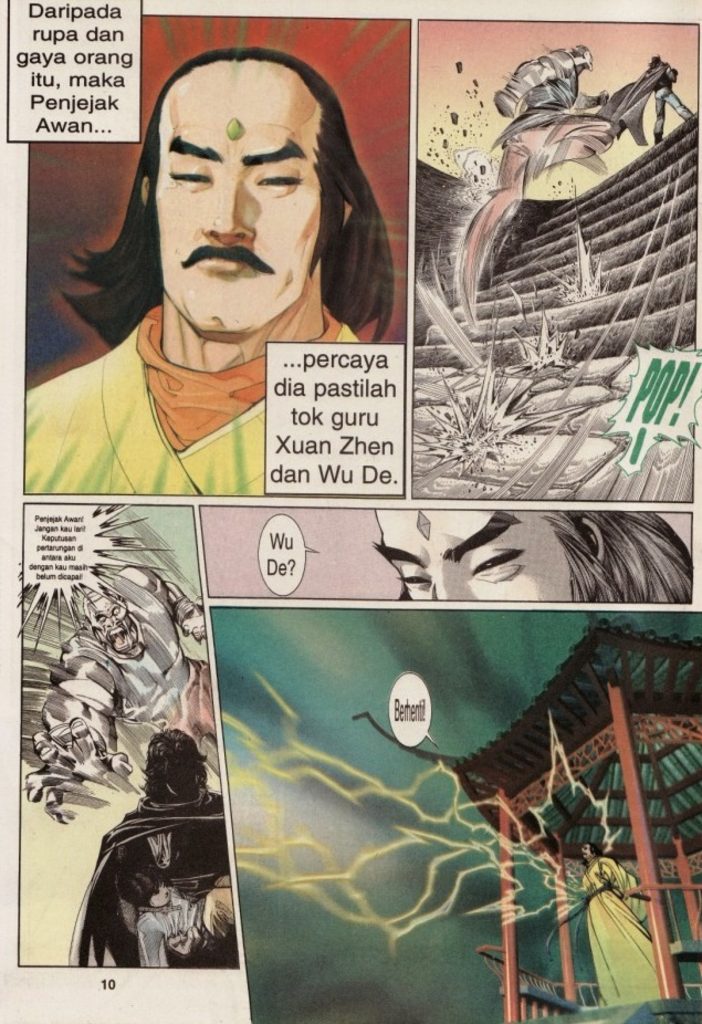 Daripada
rupa dan
gaya orang
itu, maka
Penjejak
Awan...
...percaya
dia pastilah
tok guru
Xuan Zhen
dan Wu De.
POP!
Penjejak Awan!
Jangan kau lari!
Keputusan
pertarungan di
antara aku
dengan kau masih
belum dicapai!
Wu
De?
Berhenti!
10